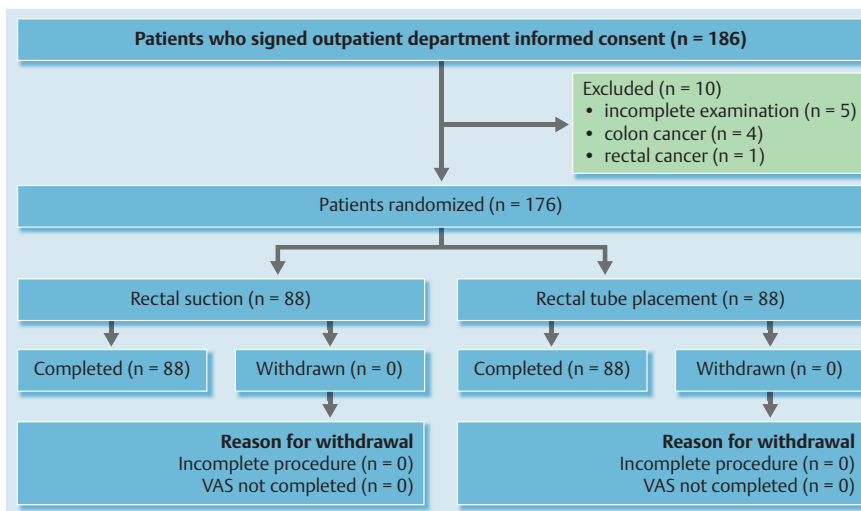 Patients who signed outpatient department informed consent (n = 186)
Excluded (n = 10)
• incomplete examination (n = 5)
• colon cancer (n = 4)
• rectal cancer (n = 1)
Patients randomized (n = 176)
Rectal suction (n = 88)
Rectal tube placement (n = 88)
Completed (n = 88)
Withdrawn (n = 0)
Completed (n = 88)
Withdrawn (n = 0)
Reason for withdrawal
Incomplete procedure (n = 0)
VAS not completed (n = 0)
Reason for withdrawal
Incomplete procedure (n = 0)
VAS not completed (n = 0)